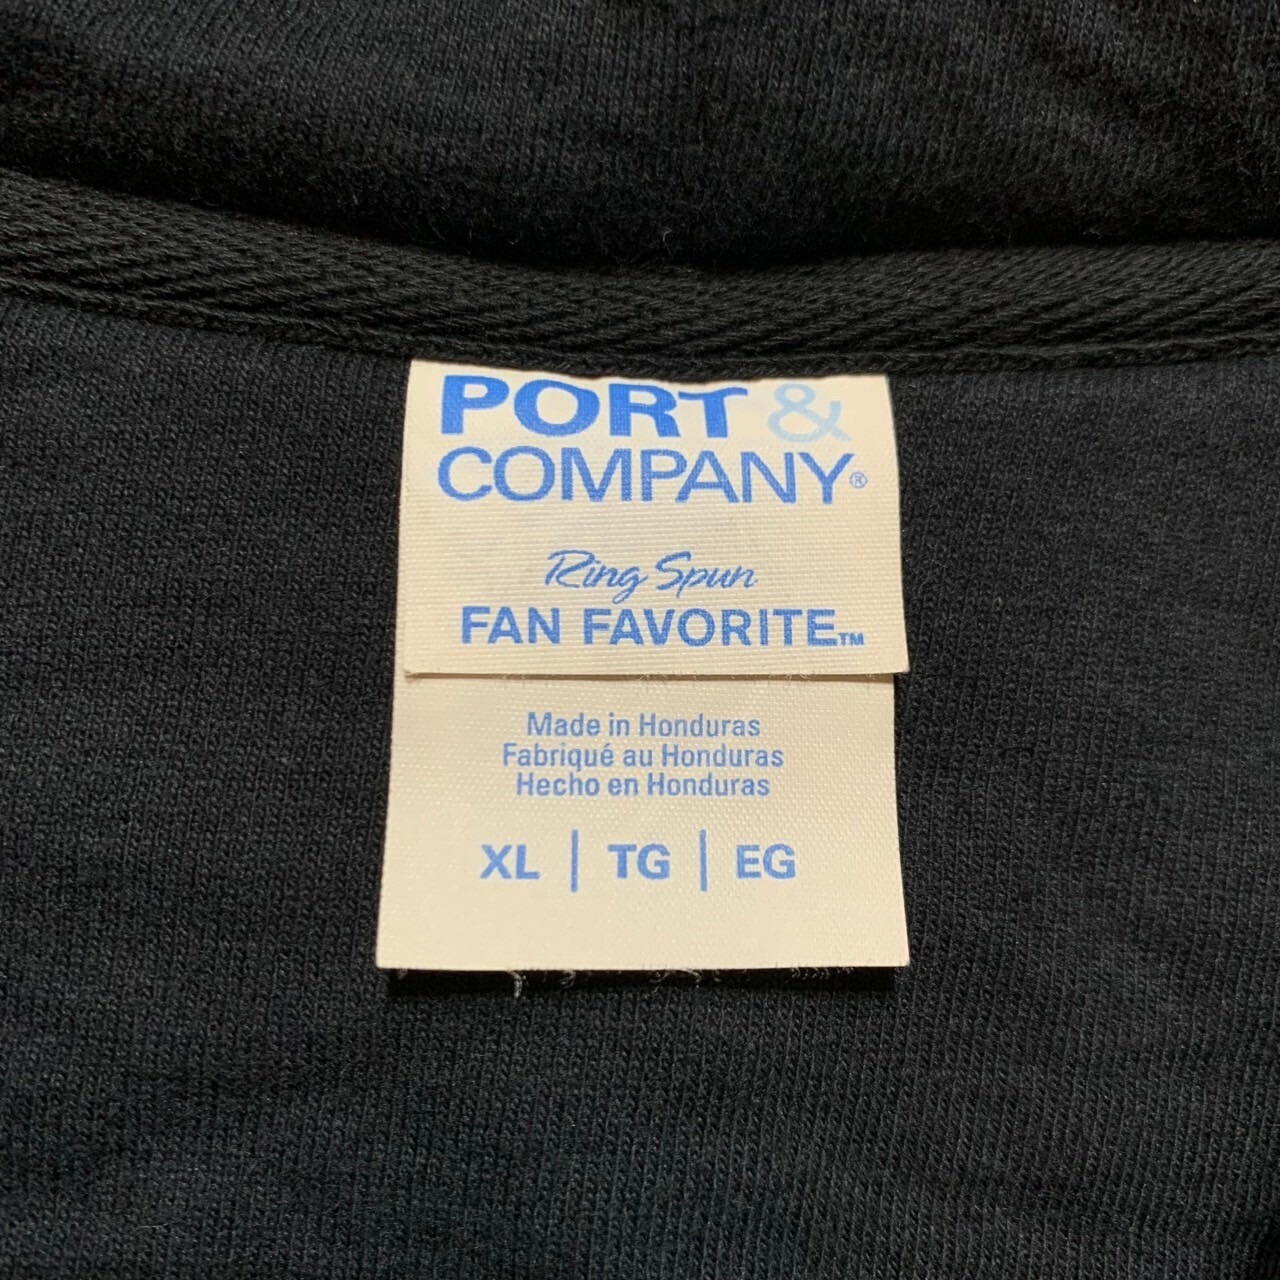 PORT &
COMPANY®
Ring Spun
FAN FAVORITE™
Made in Honduras
Fabriqué au Honduras
Hecho en Honduras
XL | TG | EG